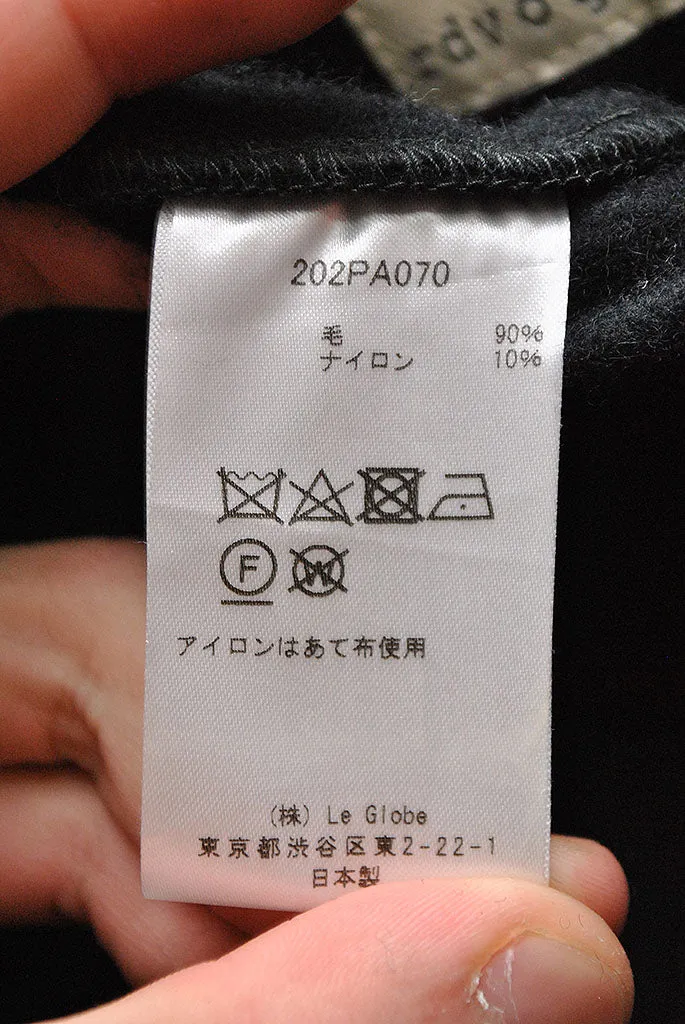 202PA070
毛 90%
ナイロン 10%
F W
アイロンはあて布使用
(株) Le Globe
東京都渋谷区東2-22-1
日本製